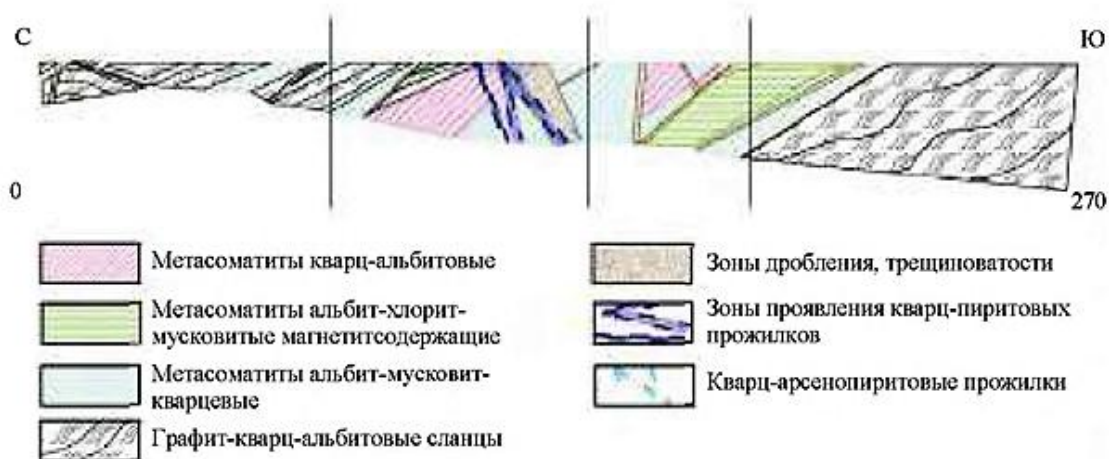 С Ю
0 270
Метасоматиты кварц-альбитовые
Метасоматиты альбит-хлорит-
мусковитые магнетитсодержащие
Метасоматиты альбит-мусковит-
кварцевые
Графит-кварц-альбитовые сланцы
Зоны дробления, трещиноватости
Зоны проявления кварц-пиритовых
прожилков
Кварц-арсенопиритовые прожилки